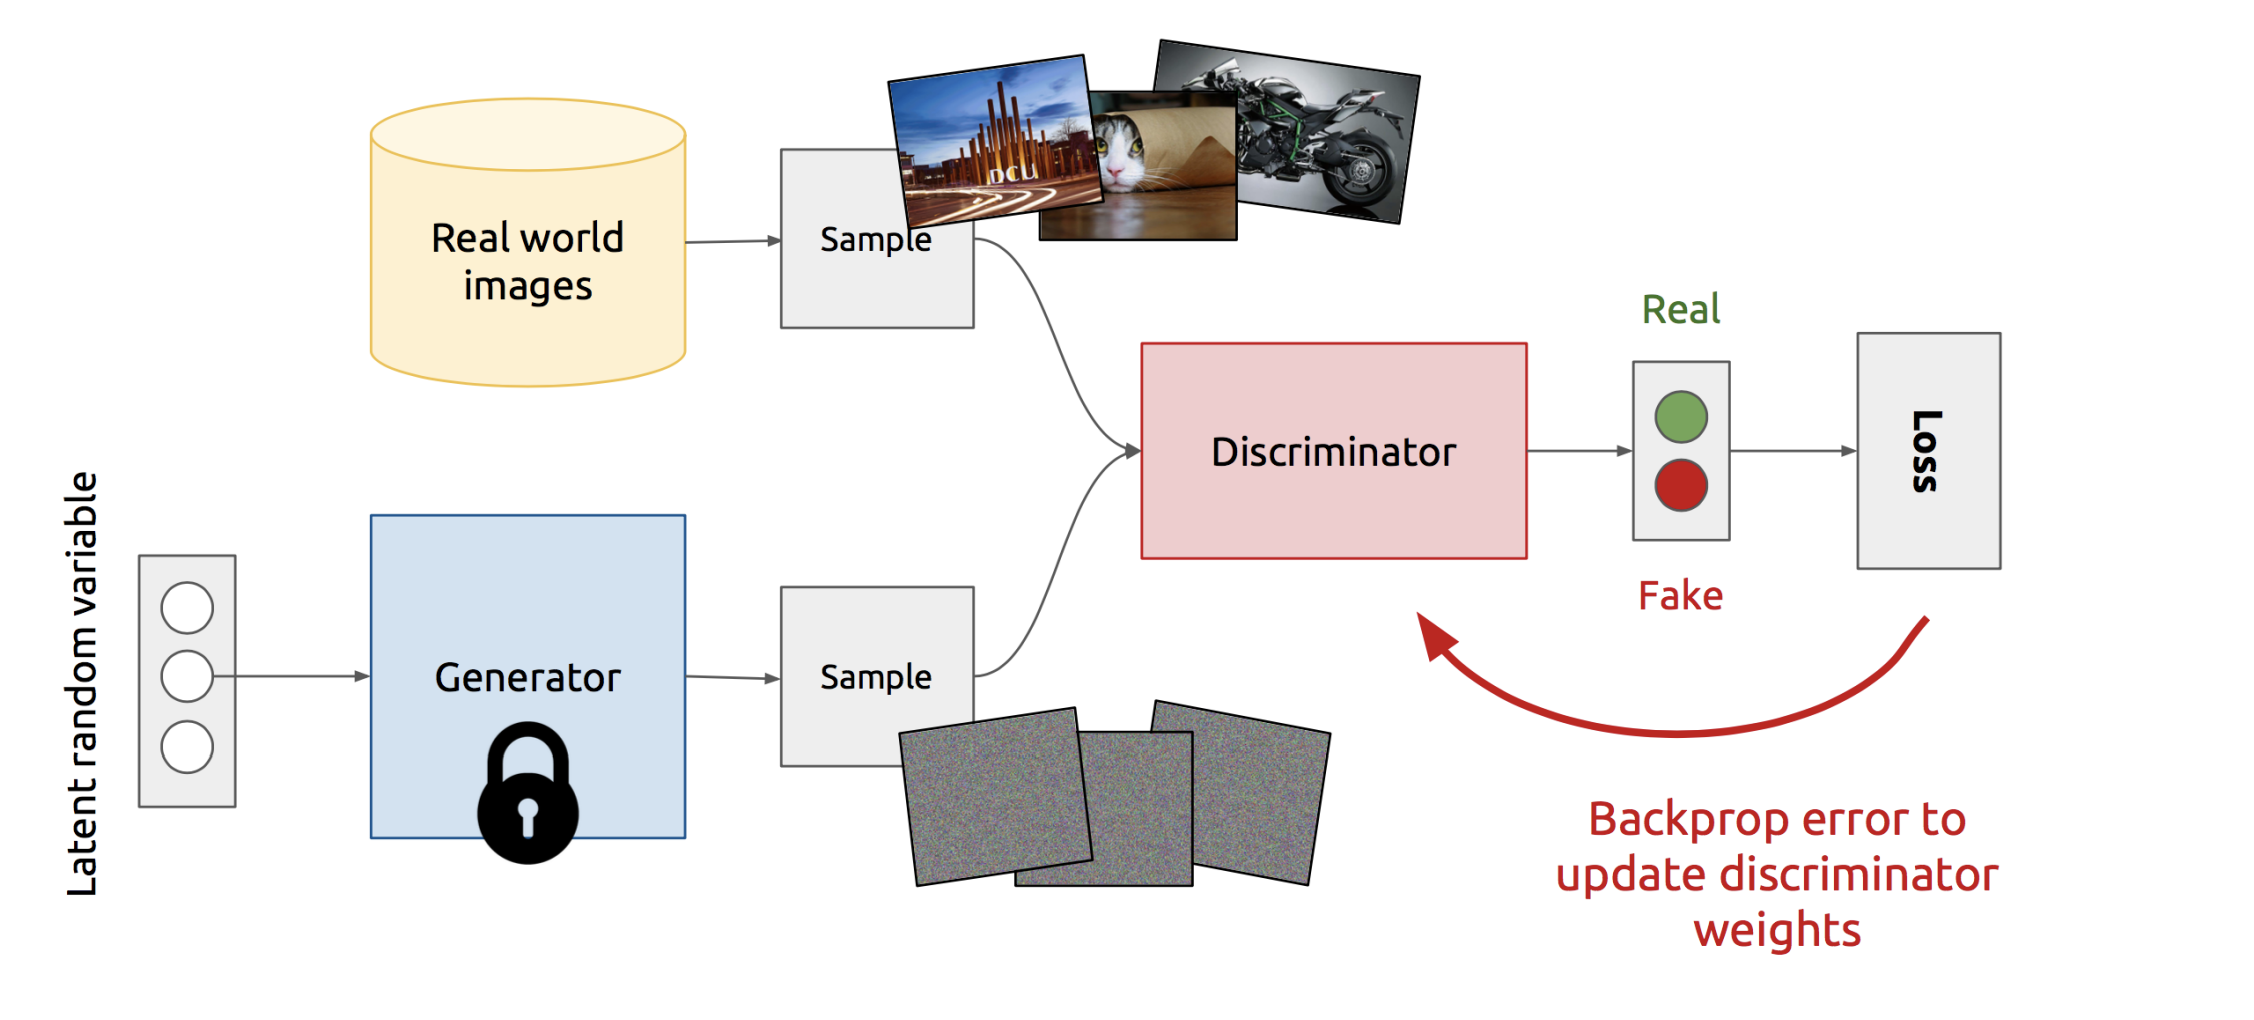 Real world
images
Sample
DCU
Real
Discriminator
Loss
Fake
Latent random variable
Generator
Sample
Backprop error to
update discriminator
weights